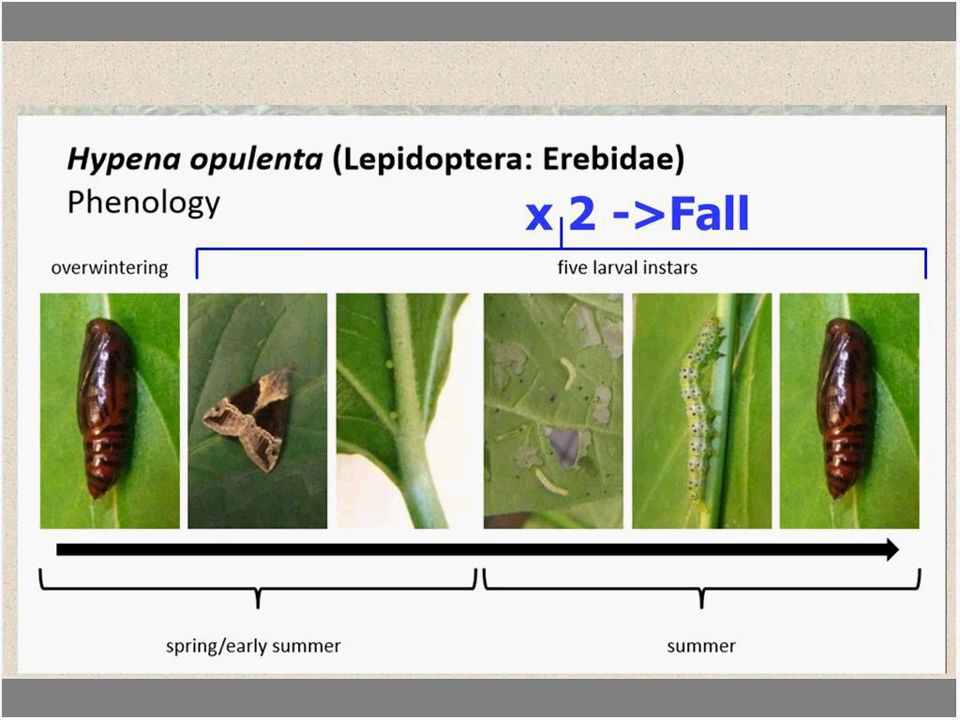 Hypena opulenta (Lepidoptera: Erebidae)
Phenology
x 2 ->Fall
overwintering
five larval instars
spring/early summer
summer